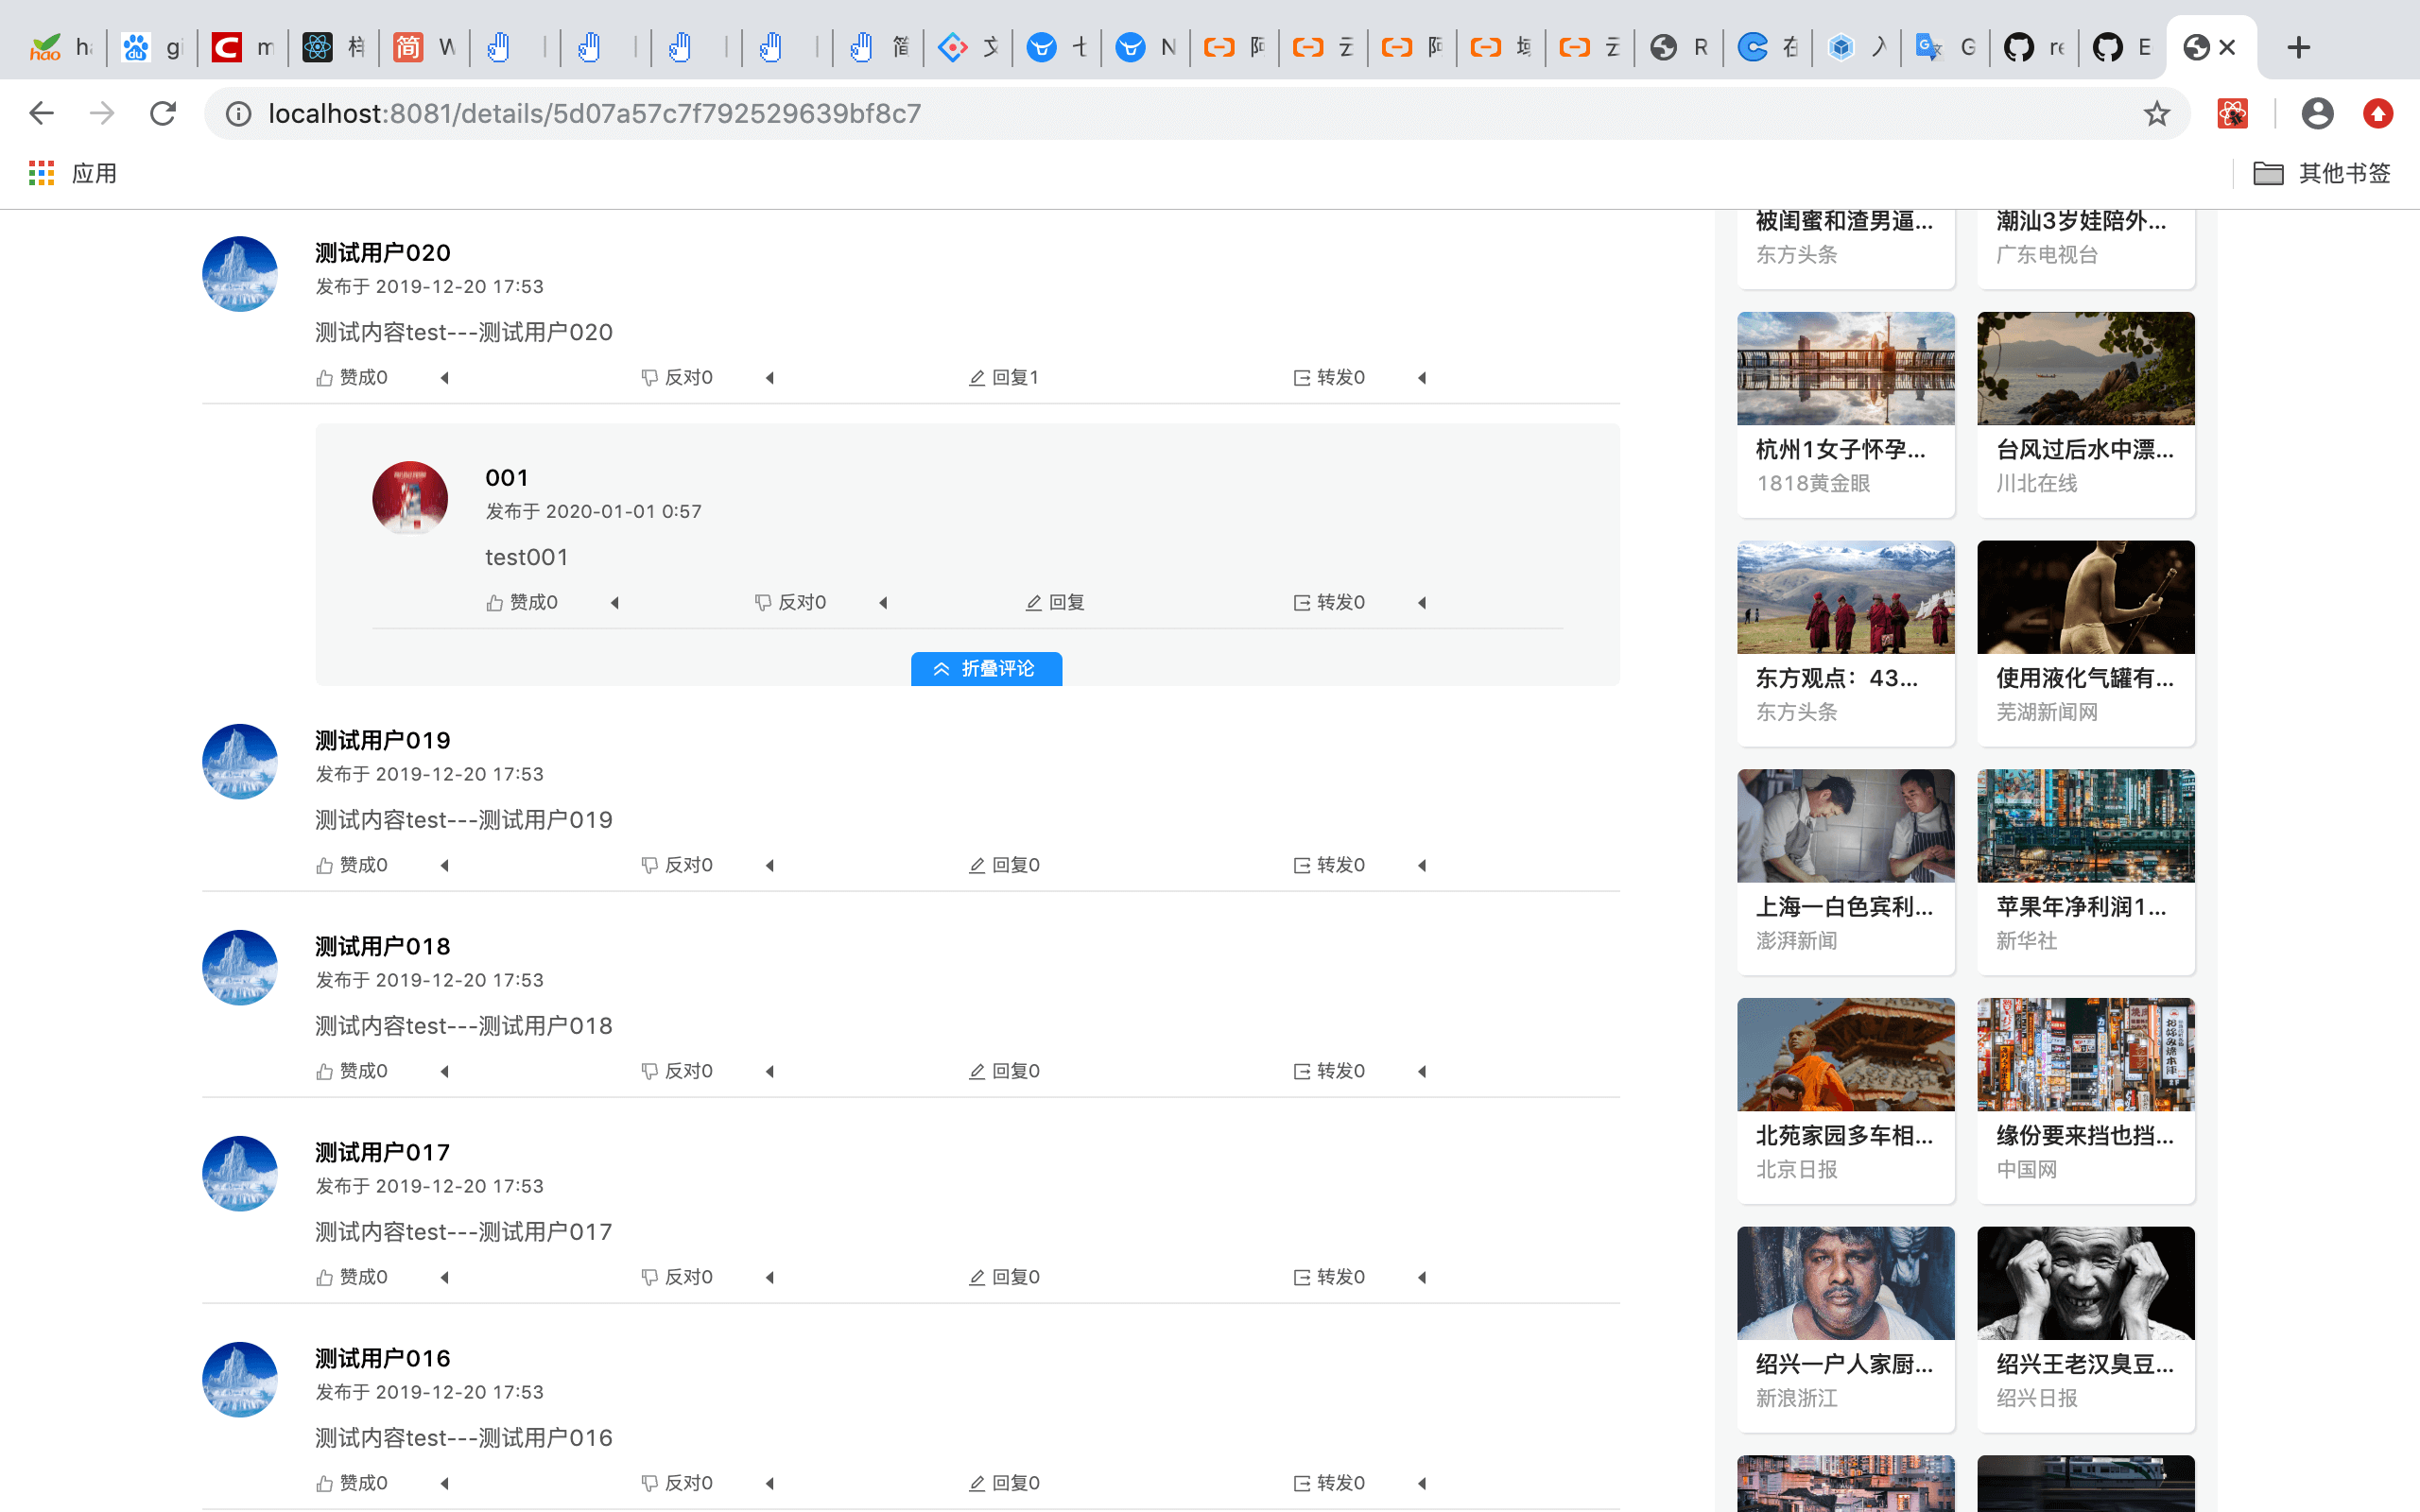 localhost:8081/details/5d07a57c7f792529639bf8c7
应用
其他书签
测试用户020
发布于 2019-12-20 17:53
测试内容test---测试用户020
赞成0 反对0 回复1 转发0
001
发布于 2020-01-01 0:57
test001
赞成0 反对0 回复 转发0
折叠评论
测试用户019
发布于 2019-12-20 17:53
测试内容test---测试用户019
赞成0 反对0 回复0 转发0
测试用户018
发布于 2019-12-20 17:53
测试内容test---测试用户018
赞成0 反对0 回复0 转发0
测试用户017
发布于 2019-12-20 17:53
测试内容test---测试用户017
赞成0 反对0 回复0 转发0
测试用户016
发布于 2019-12-20 17:53
测试内容test---测试用户016
赞成0 反对0 回复0 转发0
被闺蜜和渣男逼...
东方头条
潮汕3岁娃陪外...
广东电视台
杭州1女子怀孕...
1818黄金眼
台风过后水中漂...
川北在线
东方观点：43...
东方头条
使用液化气罐有...
芜湖新闻网
上海一白色宾利...
澎湃新闻
苹果年净利润1...
新华社
北苑家园多车相...
北京日报
缘份要来挡也挡...
中国网
绍兴一户人家厨...
新浪浙江
绍兴王老汉臭豆...
绍兴日报